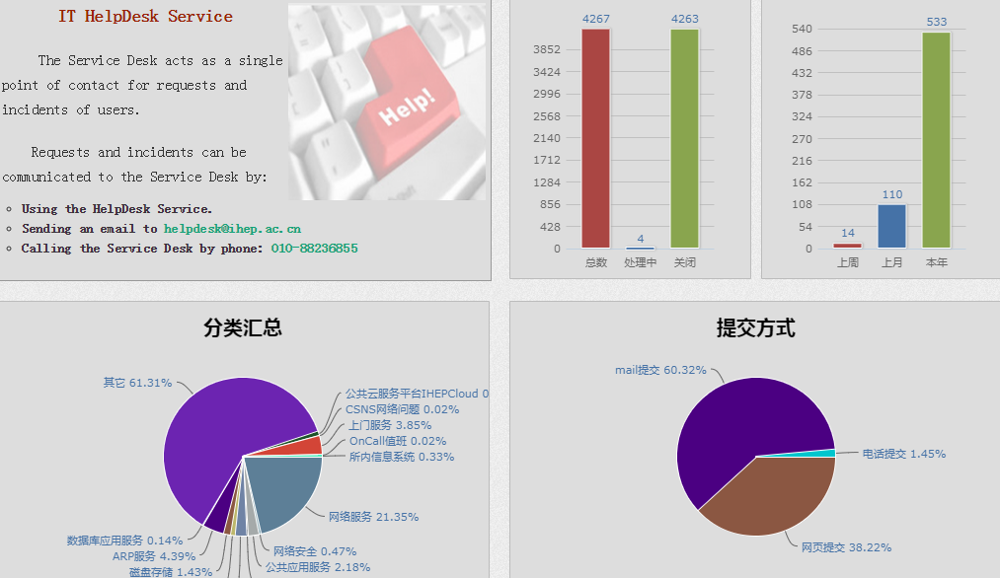 IT HelpDesk Service
The Service Desk acts as a single
point of contact for requests and
incidents of users.
Requests and incidents can be
communicated to the Service Desk by:
Using the HelpDesk Service.
Sending an email to helpdesk@ihep.ac.cn
Calling the Service Desk by phone: 010-88236855
Help!
4267
4263
3852
3424
2996
2568
2140
1712
1284
856
428
0
4
总数 处理中 关闭
533
540
486
432
378
324
270
216
162
108
54
0
14
110
上周 上月 本年
分类汇总
其它 61.31%
公共云服务平台IHEPCloud 0
CSNS网络问题 0.02%
上门服务 3.85%
OnCall值班 0.02%
所内信息系统 0.33%
网络服务 21.35%
数据库应用服务 0.14%
网络安全 0.47%
ARP服务 4.39%
公共应用服务 2.18%
磁盘存储 1.43%
提交方式
mail提交 60.32%
电话提交 1.45%
网页提交 38.22%